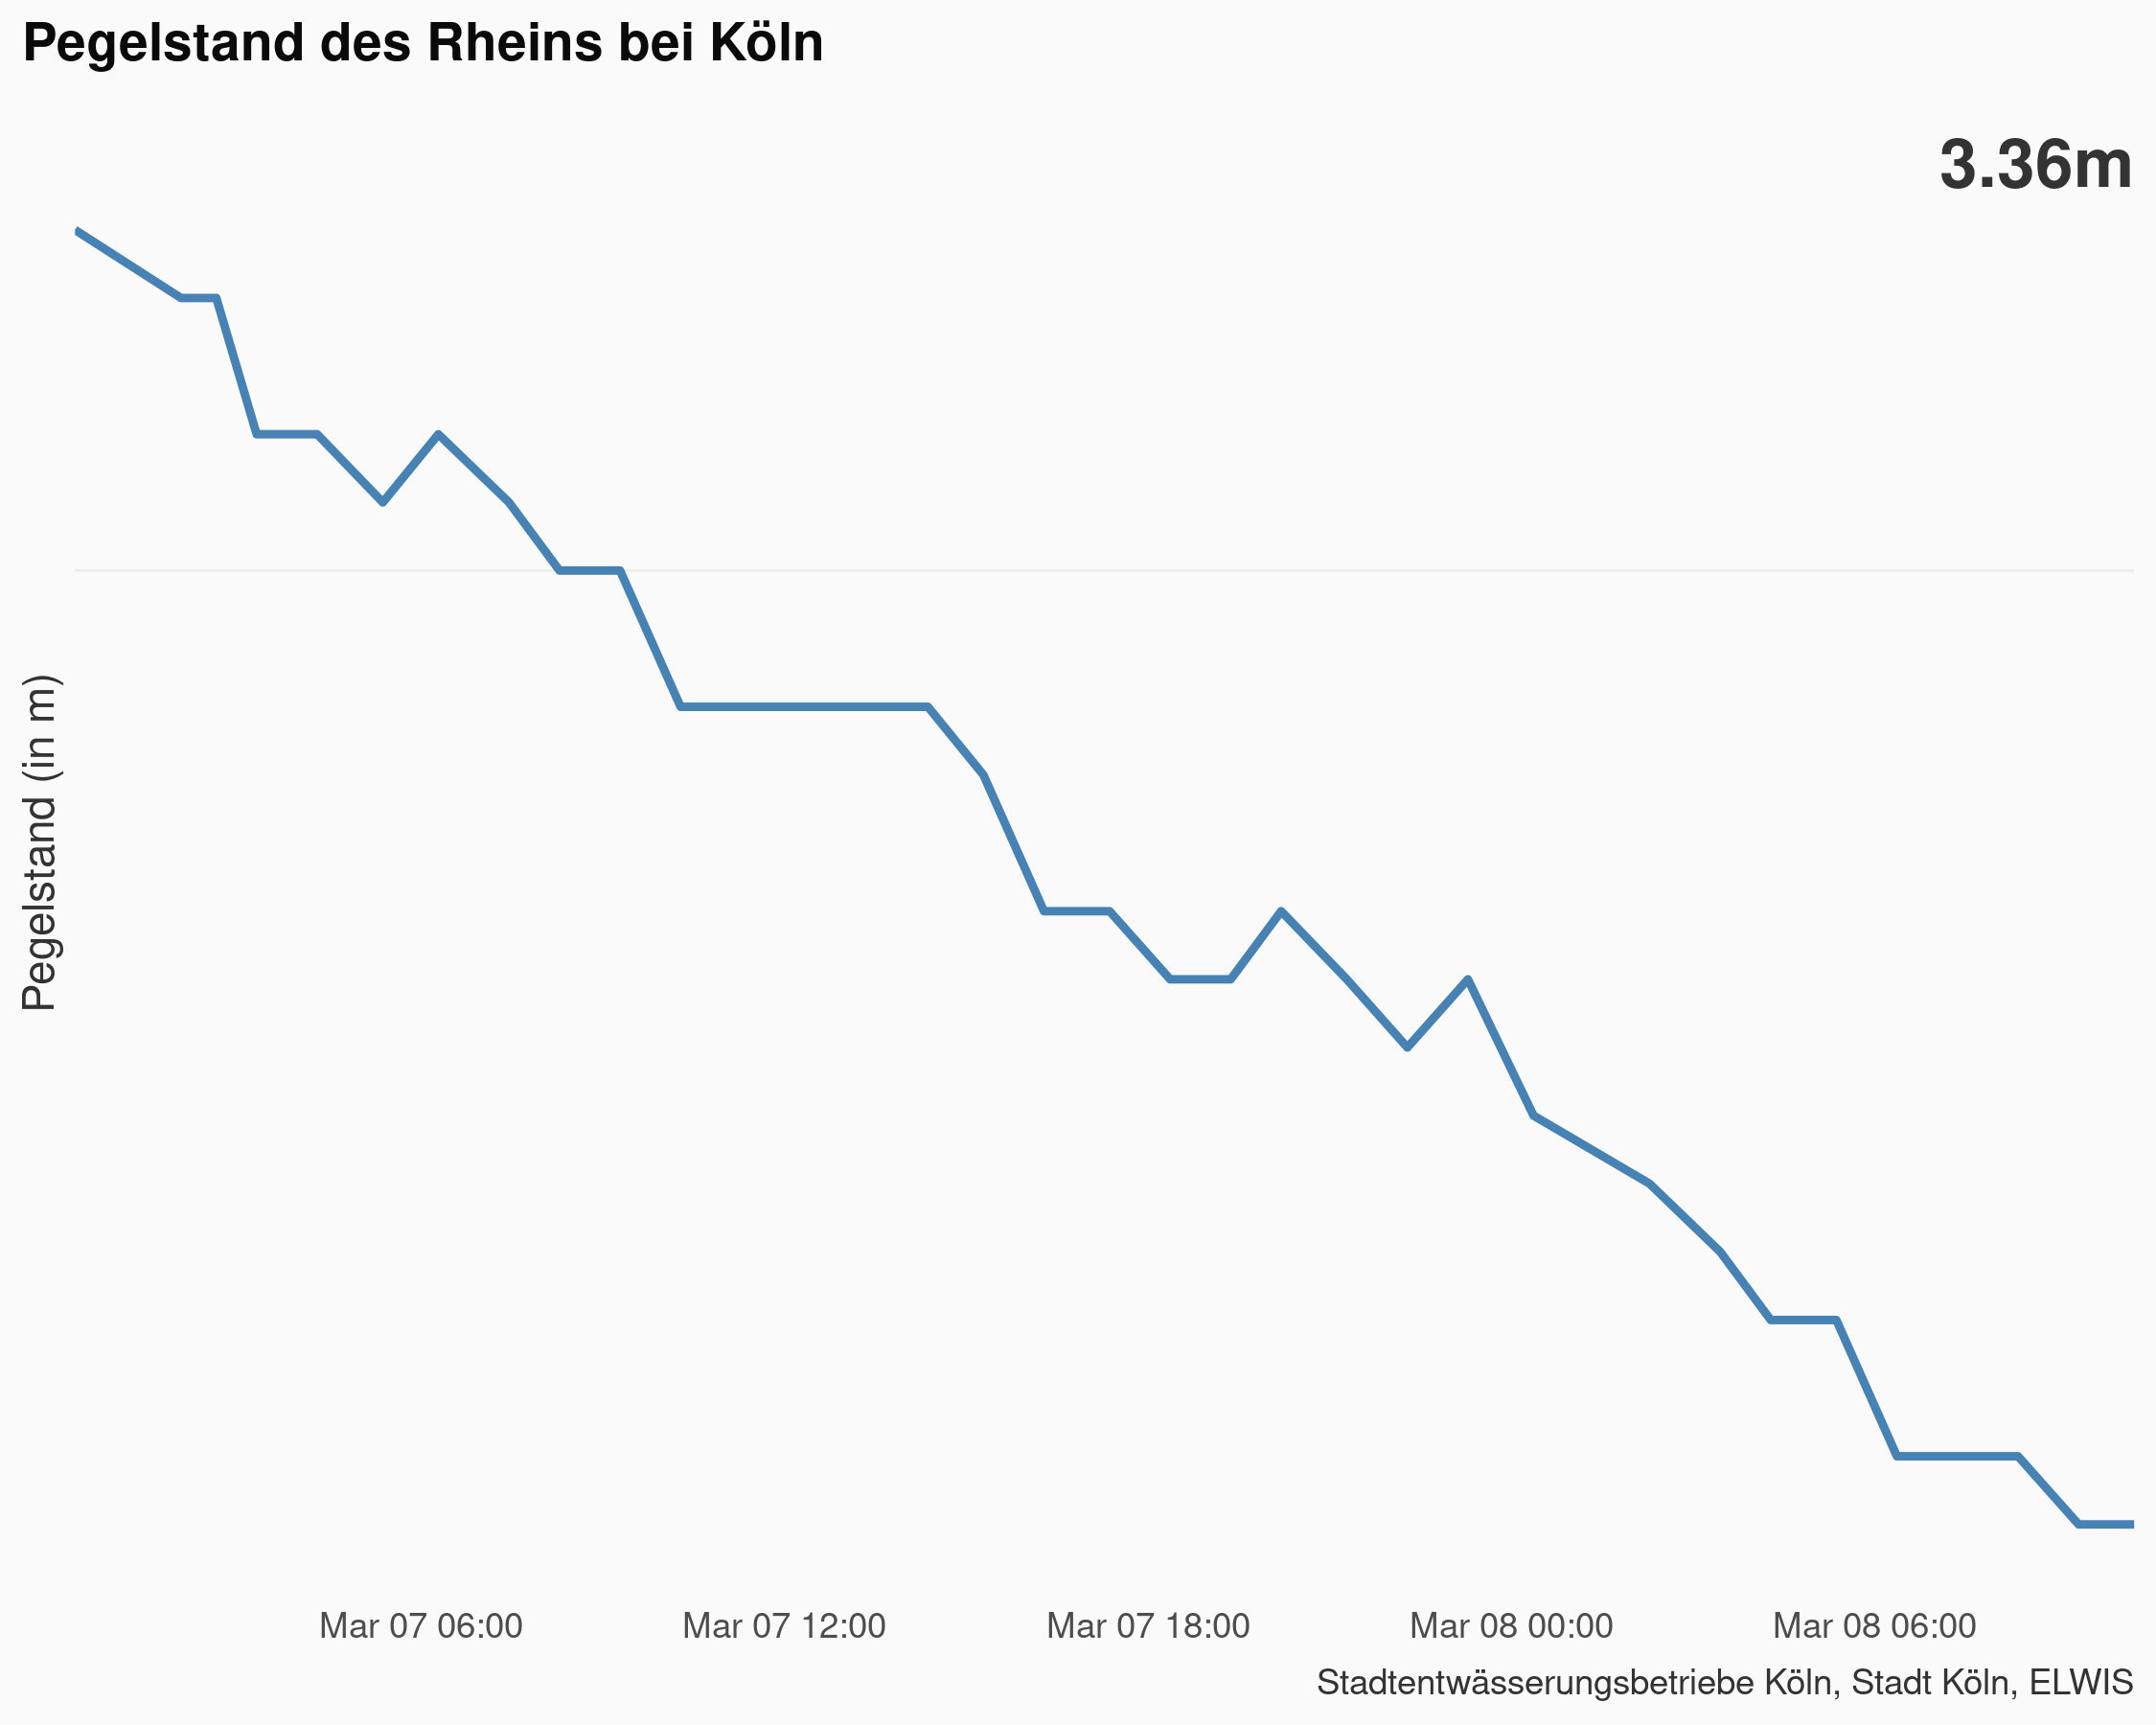 Pegelstand des Rheins bei Köln
3.36m
Pegelstand (in m)
Mar 07 06:00
Mar 07 12:00
Mar 07 18:00
Mar 08 00:00
Mar 08 06:00
Stadtentwässerungsbetriebe Köln, Stadt Köln, ELWIS